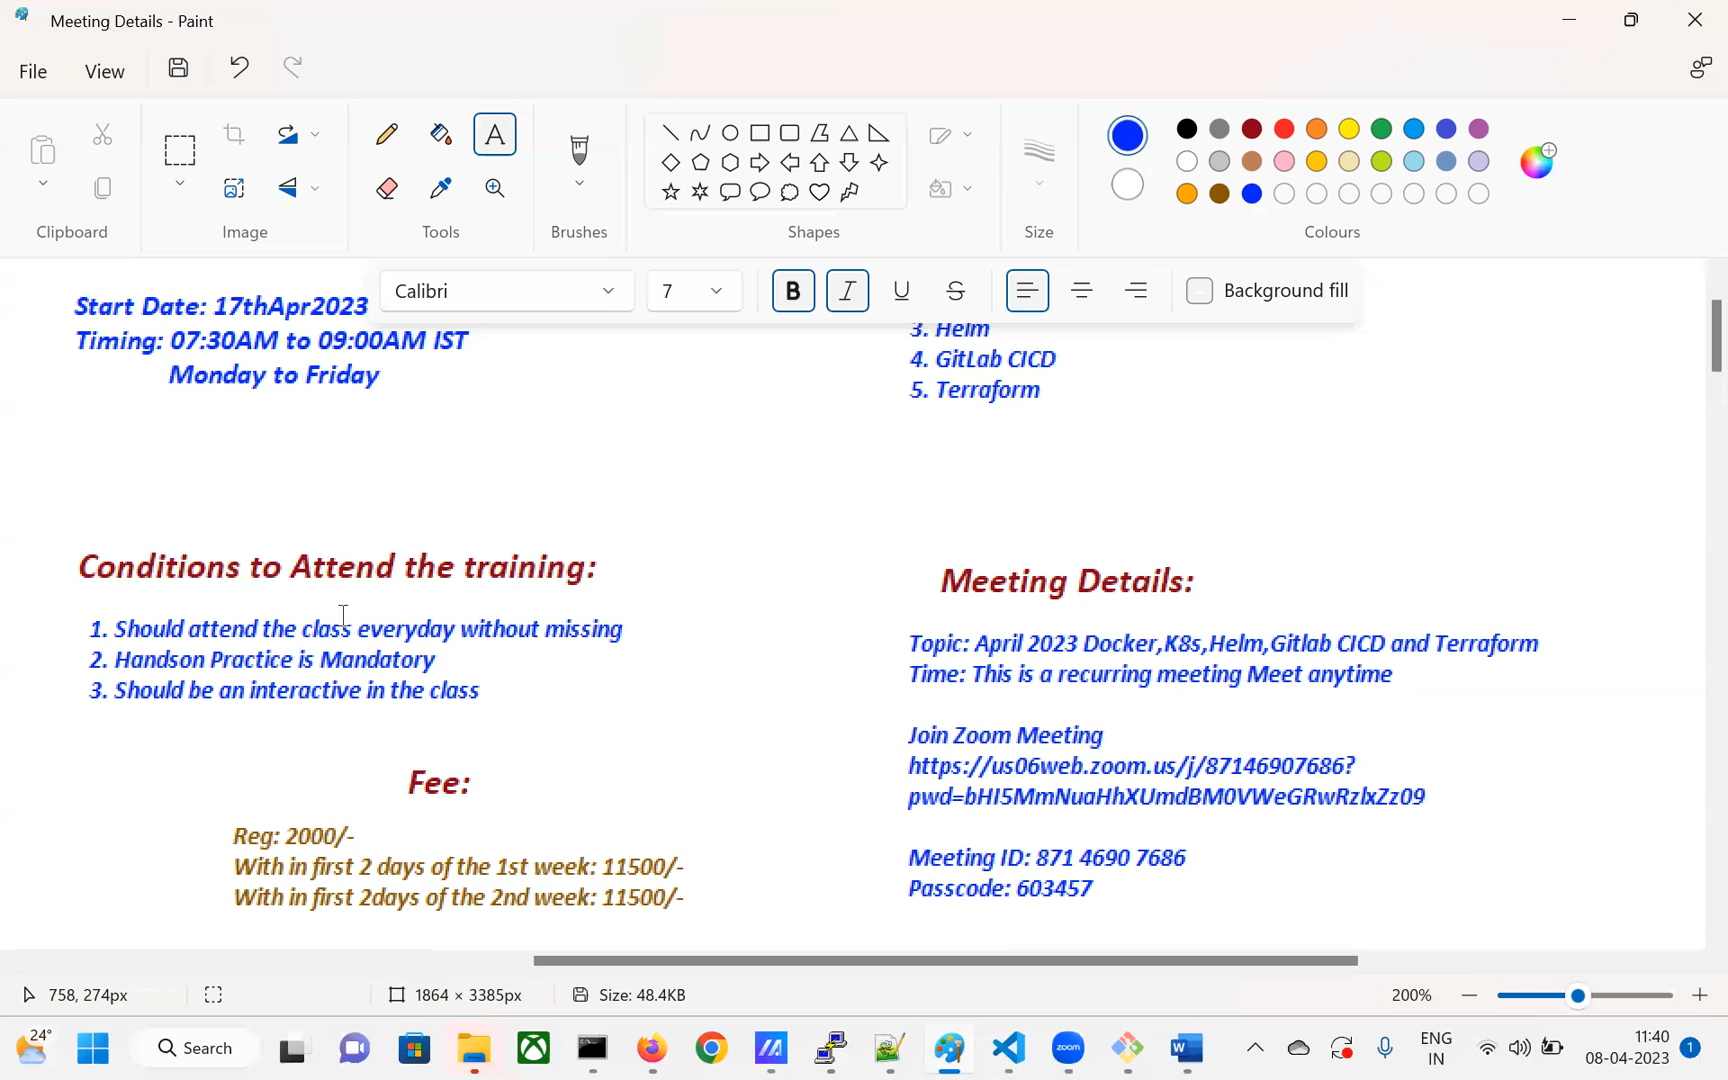 Meeting Details - Paint
File
View
Clipboard
Image
Tools
Brushes
Shapes
Size
Colours
Calibri
7
B
I
U
S
Background fill
Start Date: 17thApr2023
Timing: 07:30AM to 09:00AM IST
Monday to Friday
3. Helm
4. GitLab CICD
5. Terraform
Conditions to Attend the training:
1. Should attend the class everyday without missing
2. Handson Practice is Mandatory
3. Should be an interactive in the class
Fee:
Reg: 2000/-
With in first 2 days of the 1st week: 11500/-
With in first 2days of the 2nd week: 11500/-
Meeting Details:
Topic: April 2023 Docker,K8s,Helm,Gitlab CICD and Terraform
Time: This is a recurring meeting Meet anytime
Join Zoom Meeting
https://us06web.zoom.us/j/87146907686?
pwd=bHI5MmNuaHhXUmdBM0VWeGRwRzlxZz09
Meeting ID: 871 4690 7686
Passcode: 603457
758, 274px
1864 × 3385px
Size: 48.4KB
200%
24°
Search
zoom
ENG
IN
11:40
08-04-2023
1